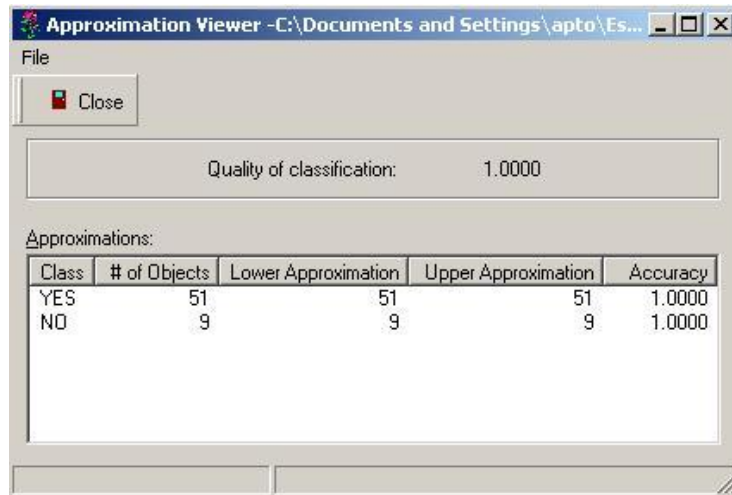 Approximation Viewer -C:\Documents and Settings\apto\Es...
File
Close
Quality of classification: 1.0000
Approximations:
Class # of Objects Lower Approximation Upper Approximation Accuracy
YES 51 51 51 1.0000
NO 9 9 9 1.0000